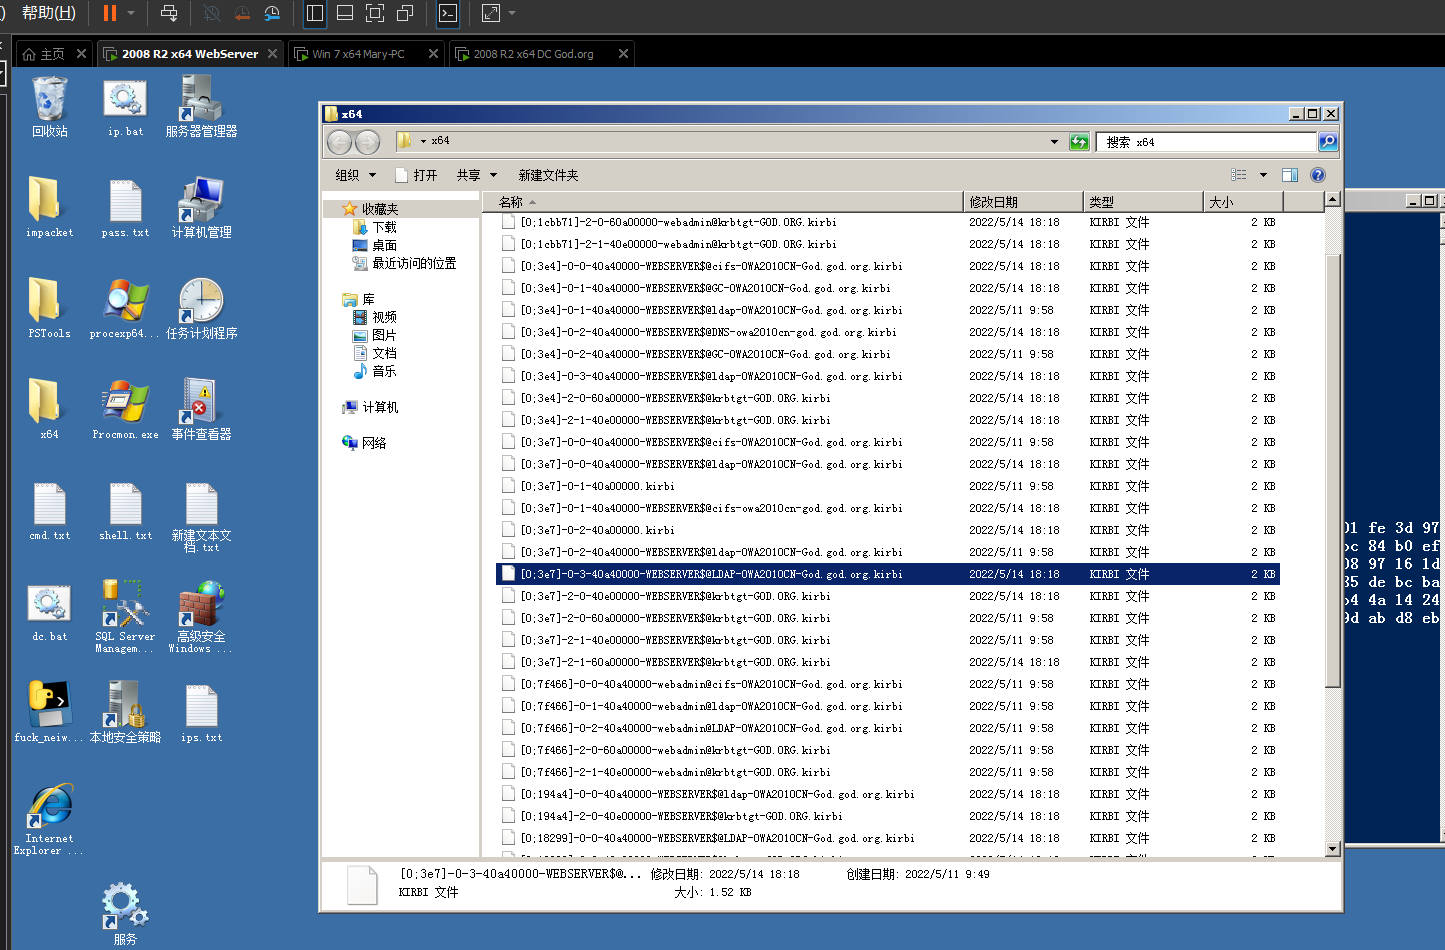 ) 帮助(H)
主页
2008 R2 x64 WebServer
Win 7 x64 Mary-PC
2008 R2 x64 DC God.org
回收站
ip.bat
服务器管理器
impacket
pass.txt
计算机管理
PSTools
procexp64...
任务计划程序
x64
Procmon.exe
事件查看器
cmd.txt
shell.txt
新建文本文
档.txt
dc.bat
SQL Server
Managem...
高级安全
Windows ...
fuck_neiw...
本地安全策略
ips.txt
Internet
Explorer ...
服务
x64
x64
搜索 x64
组织
打开
共享
新建文件夹
收藏夹
下载
桌面
最近访问的位置
库
视频
图片
文档
音乐
计算机
网络
名称 修改日期 类型 大小
[0;1cbb71]-2-0-60a00000-webadmin@krbtgt-GOD.ORG.kirbi 2022/5/14 18:18 KIRBI 文件 2 KB
[0;1cbb71]-2-1-40e00000-webadmin@krbtgt-GOD.ORG.kirbi 2022/5/14 18:18 KIRBI 文件 2 KB
[0;3e4]-0-0-40a40000-WEBSERVER$@cifs-OWA2010CN-God.god.org.kirbi 2022/5/14 18:18 KIRBI 文件 2 KB
[0;3e4]-0-1-40a40000-WEBSERVER$@GC-OWA2010CN-God.god.org.kirbi 2022/5/14 18:18 KIRBI 文件 2 KB
[0;3e4]-0-1-40a40000-WEBSERVER$@ldap-OWA2010CN-God.god.org.kirbi 2022/5/11 9:58 KIRBI 文件 2 KB
[0;3e4]-0-2-40a40000-WEBSERVER$@DNS-owa2010cn-god.god.org.kirbi 2022/5/14 18:18 KIRBI 文件 2 KB
[0;3e4]-0-2-40a40000-WEBSERVER$@GC-OWA2010CN-God.god.org.kirbi 2022/5/11 9:58 KIRBI 文件 2 KB
[0;3e4]-0-3-40a40000-WEBSERVER$@ldap-OWA2010CN-God.god.org.kirbi 2022/5/14 18:18 KIRBI 文件 2 KB
[0;3e4]-2-0-60a00000-WEBSERVER$@krbtgt-GOD.ORG.kirbi 2022/5/14 18:18 KIRBI 文件 2 KB
[0;3e4]-2-1-40e00000-WEBSERVER$@krbtgt-GOD.ORG.kirbi 2022/5/14 18:18 KIRBI 文件 2 KB
[0;3e7]-0-0-40a40000-WEBSERVER$@cifs-OWA2010CN-God.god.org.kirbi 2022/5/11 9:58 KIRBI 文件 2 KB
[0;3e7]-0-0-40a40000-WEBSERVER$@ldap-OWA2010CN-God.god.org.kirbi 2022/5/14 18:18 KIRBI 文件 2 KB
[0;3e7]-0-1-40a00000.kirbi 2022/5/11 9:58 KIRBI 文件 2 KB
[0;3e7]-0-1-40a40000-WEBSERVER$@cifs-owa2010cn-god.god.org.kirbi 2022/5/14 18:18 KIRBI 文件 2 KB
[0;3e7]-0-2-40a00000.kirbi 2022/5/14 18:18 KIRBI 文件 2 KB
[0;3e7]-0-2-40a40000-WEBSERVER$@ldap-OWA2010CN-God.god.org.kirbi 2022/5/11 9:58 KIRBI 文件 2 KB
[0;3e7]-0-3-40a40000-WEBSERVER$@LDAP-OWA2010CN-God.god.org.kirbi 2022/5/14 18:18 KIRBI 文件 2 KB
[0;3e7]-2-0-40e00000-WEBSERVER$@krbtgt-GOD.ORG.kirbi 2022/5/14 18:18 KIRBI 文件 2 KB
[0;3e7]-2-0-60a00000-WEBSERVER$@krbtgt-GOD.ORG.kirbi 2022/5/11 9:58 KIRBI 文件 2 KB
[0;3e7]-2-1-40e00000-WEBSERVER$@krbtgt-GOD.ORG.kirbi 2022/5/11 9:58 KIRBI 文件 2 KB
[0;3e7]-2-1-60a00000-WEBSERVER$@krbtgt-GOD.ORG.kirbi 2022/5/14 18:18 KIRBI 文件 2 KB
[0;7f466]-0-0-40a40000-webadmin@cifs-OWA2010CN-God.god.org.kirbi 2022/5/11 9:58 KIRBI 文件 2 KB
[0;7f466]-0-1-40a40000-webadmin@ldap-OWA2010CN-God.god.org.kirbi 2022/5/11 9:58 KIRBI 文件 2 KB
[0;7f466]-0-2-40a40000-webadmin@LDAP-OWA2010CN-God.god.org.kirbi 2022/5/11 9:58 KIRBI 文件 2 KB
[0;7f466]-2-0-60a00000-webadmin@krbtgt-GOD.ORG.kirbi 2022/5/11 9:58 KIRBI 文件 2 KB
[0;7f466]-2-1-40e00000-webadmin@krbtgt-GOD.ORG.kirbi 2022/5/11 9:58 KIRBI 文件 2 KB
[0;194a4]-0-0-40a40000-WEBSERVER$@ldap-OWA2010CN-God.god.org.kirbi 2022/5/14 18:18 KIRBI 文件 2 KB
[0;194a4]-2-0-40e00000-WEBSERVER$@krbtgt-GOD.ORG.kirbi 2022/5/14 18:18 KIRBI 文件 2 KB
[0;18299]-0-0-40a40000-WEBSERVER$@LDAP-OWA2010CN-God.god.org.kirbi 2022/5/14 18:18 KIRBI 文件 2 KB
[0;3e7]-0-3-40a40000-WEBSERVER$@... 修改日期: 2022/5/14 18:18 创建日期: 2022/5/11 9:49
KIRBI 文件 大小: 1.52 KB
01 fe 3d 97
bc 84 b0 ef
08 97 16 1d
35 de bc ba
b4 4a 14 24
9d ab d8 eb